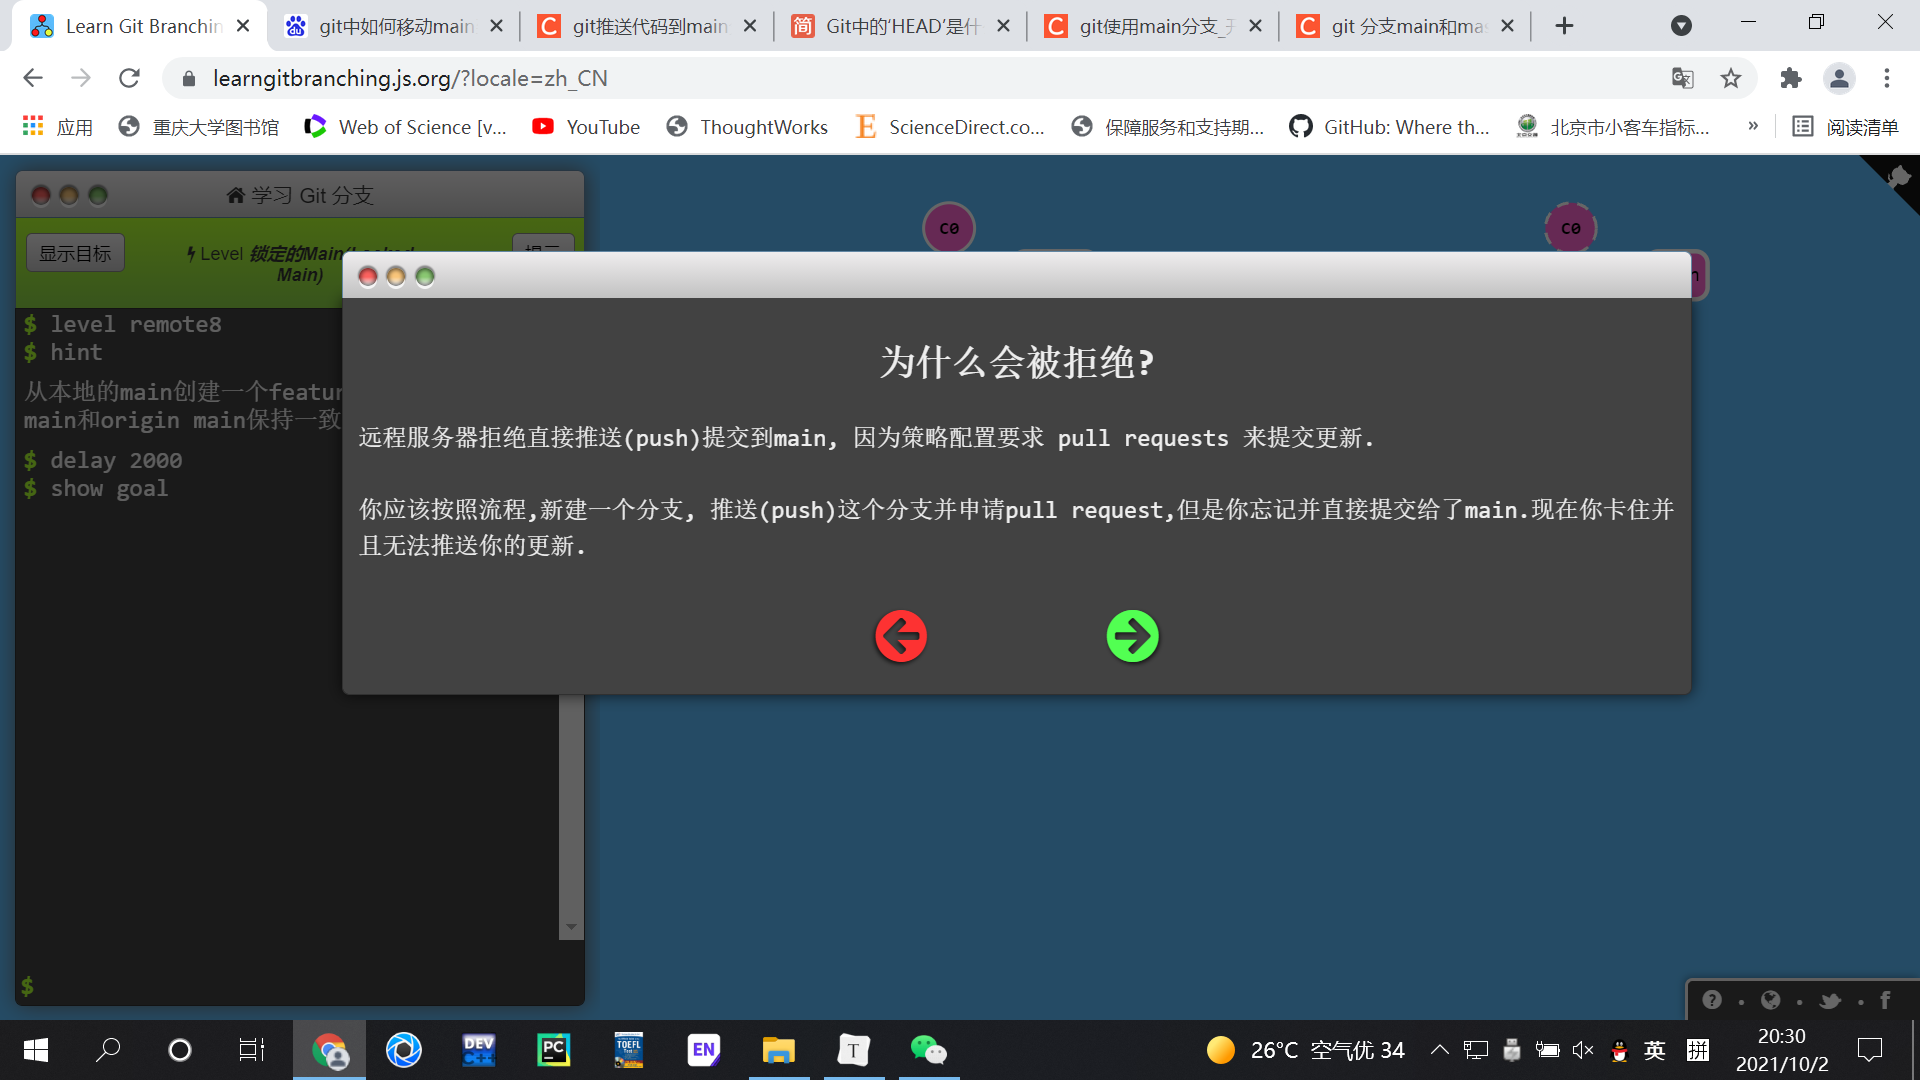 Learn Git Branchin
git中如何移动main
git推送代码到main
Git中的'HEAD'是什
git使用main分支_
git 分支main和mas
learngitbranching.js.org/?locale=zh_CN
应用
重庆大学图书馆
Web of Science [v...
YouTube
ThoughtWorks
ScienceDirect.co...
保障服务和支持期...
GitHub: Where th...
北京市小客车指标...
»
阅读清单
学习 Git 分支
显示目标
Level 锁定的Main(Locked
Main)
C0
C0
$ level remote8
$ hint
从本地的main创建一个featur
main和origin main保持一致
$ delay 2000
$ show goal
$
为什么会被拒绝?
远程服务器拒绝直接推送(push)提交到main, 因为策略配置要求 pull requests 来提交更新.
你应该按照流程,新建一个分支, 推送(push)这个分支并申请pull request,但是你忘记并直接提交给了main.现在你卡住并
且无法推送你的更新.
DEV
C++
PC
TOEFL
EN
T
26°C 空气优 34
英
拼
20:30
2021/10/2